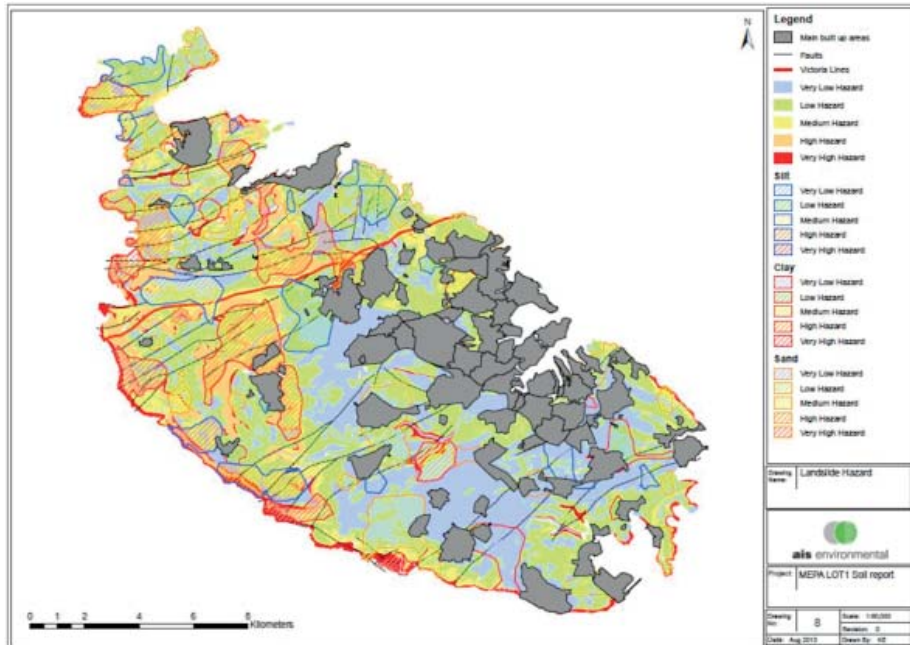 N
0 2 4 6 8
Kilometers
Legend
Main built up areas
Faults
Victoria Lines
Very Low Hazard
Low Hazard
Medium Hazard
High Hazard
Very High Hazard
Silt
Very Low Hazard
Low Hazard
Medium Hazard
High Hazard
Very High Hazard
Clay
Very Low Hazard
Low Hazard
Medium Hazard
High Hazard
Very High Hazard
Sand
Very Low Hazard
Low Hazard
Medium Hazard
High Hazard
Very High Hazard
Drawing Name: Landslide Hazard
ais environmental
Project: MEPA LOT1 Soil report
Drawing No: 8
Scale:
Revision: 0
Date: Aug 2013
Drawn By: